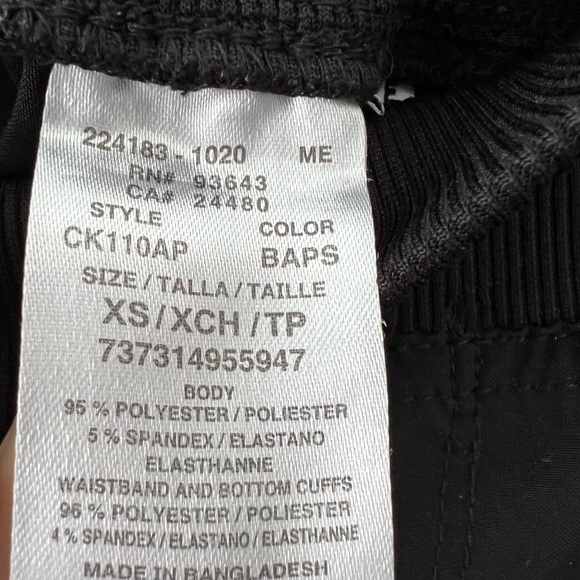 224183 - 1020 ME
RN# 93643
CA# 24480
STYLE COLOR
CK110AP BAPS
SIZE / TALLA / TAILLE
XS / XCH / TP
737314955947
BODY
95 % POLYESTER / POLIESTER
5 % SPANDEX / ELASTANO
ELASTHANNE
WAISTBAND AND BOTTOM CUFFS
96 % POLYESTER / POLIESTER
4 % SPANDEX / ELASTANO / ELASTHANNE
MADE IN BANGLADESH